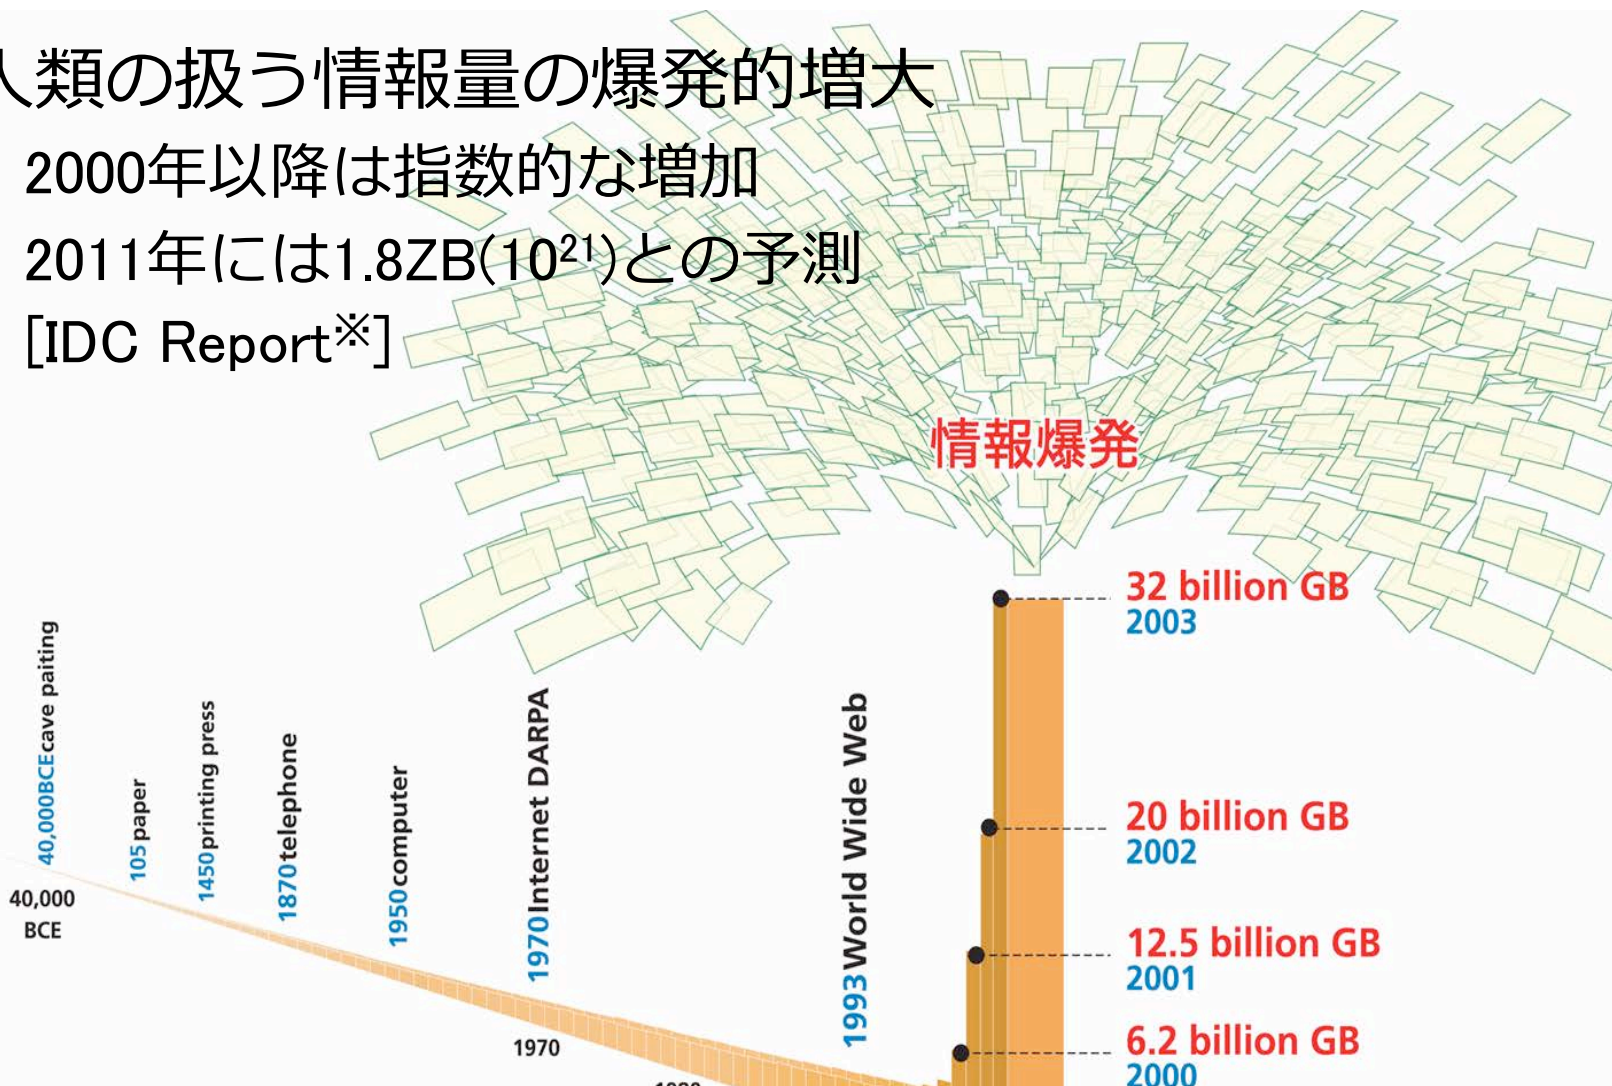 人類の扱う情報量の爆発的増大
2000年以降は指数的な増加
2011年には1.8ZB(10²¹)との予測
[IDC Report※]
情報爆発
32 billion GB
2003
20 billion GB
2002
12.5 billion GB
2001
6.2 billion GB
2000
40,000BCE cave paiting
105 paper
1450 printing press
1870 telephone
1950 computer
1970 Internet DARPA
1993 World Wide Web
40,000
BCE
1970